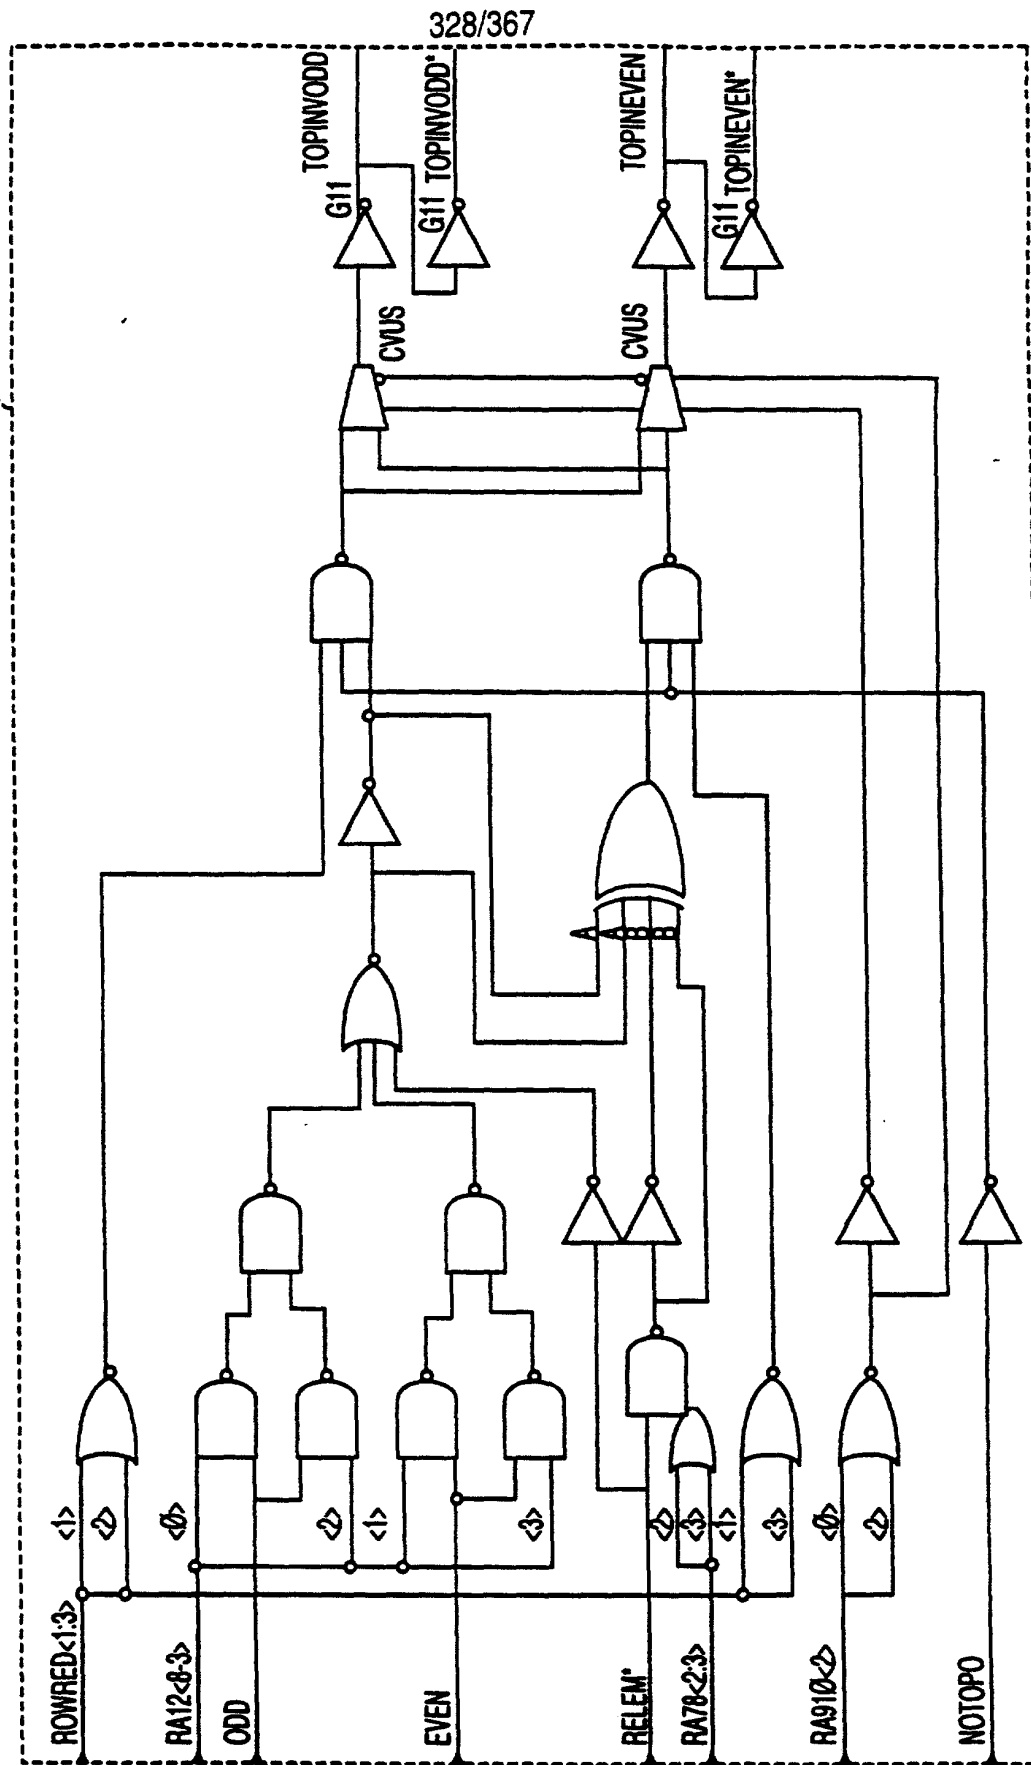 328/367
TOPINVODD
TOPINVODD*
TOPINEVEN
TOPINEVEN*
G11
G11
G11
CVUS
CVUS
<1>
<2>
<0>
<2>
<1>
<3>
<2>
<3>
<1>
<3>
<0>
<2>
ROWRED<1:3>
RA12<8-3>
ODD
EVEN
RELEM*
RA78<2:3>
RA910<2>
NOTOPO